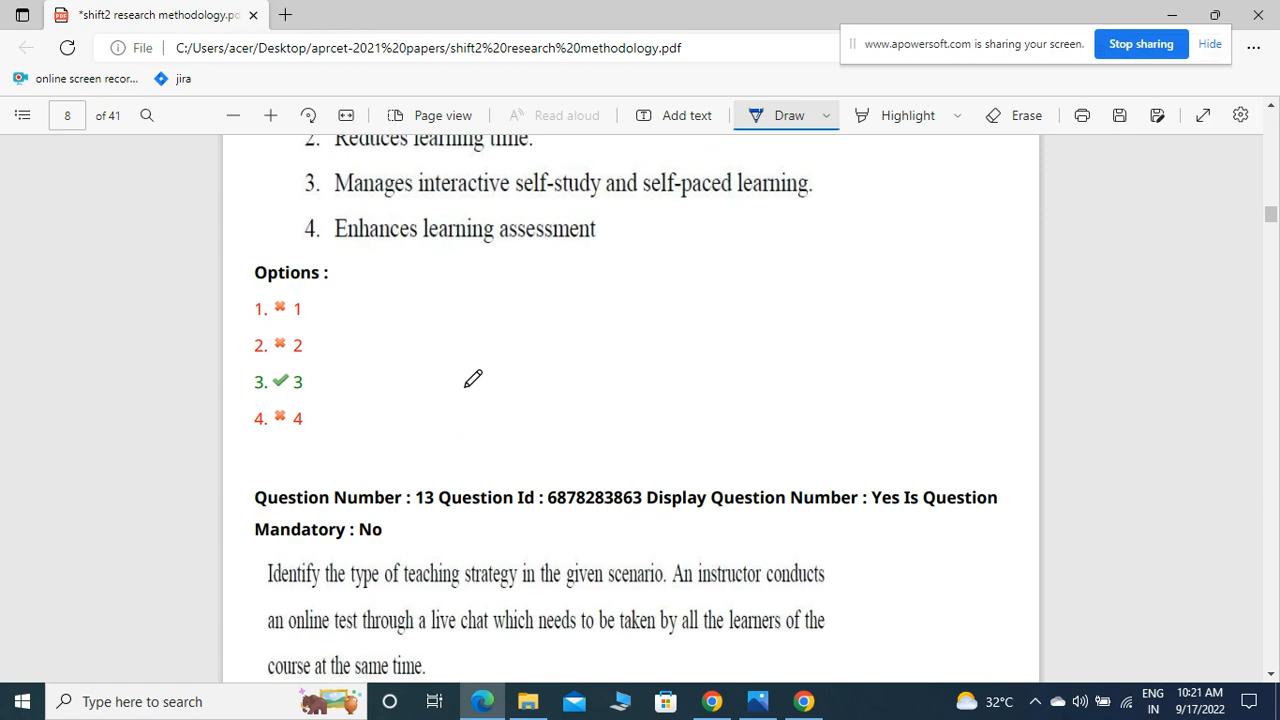 *shift2 research methodology.pd
www.apowersoft.com is sharing your screen.
Stop sharing
Hide
File
C:/Users/acer/Desktop/aprcet-2021%20papers/shift2%20research%20methodology.pdf
online screen recor...
jira
8
of 41
Page view
Read aloud
Add text
Draw
Highlight
Erase
2. Reduces learning time.
3. Manages interactive self-study and self-paced learning.
4. Enhances learning assessment
Options :
1. 1
2. 2
3. 3
4. 4
Question Number : 13 Question Id : 6878283863 Display Question Number : Yes Is Question
Mandatory : No
Identify the type of teaching strategy in the given scenario. An instructor conducts
an online test through a live chat which needs to be taken by all the learners of the
course at the same time.
Type here to search
32°C
ENG
IN
10:21 AM
9/17/2022